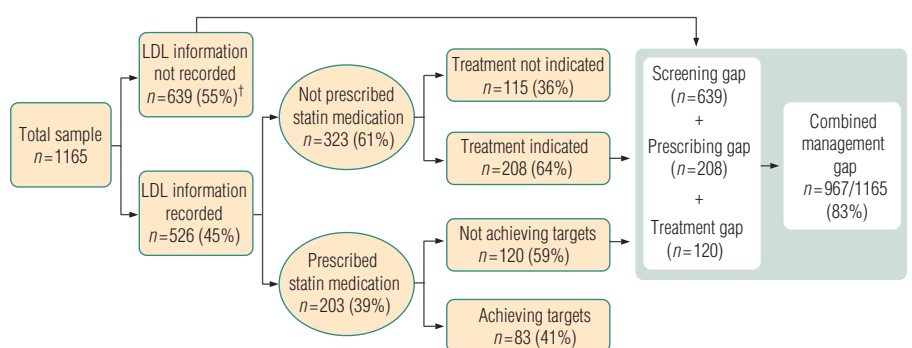 Total sample
n=1165
LDL information
not recorded
n=639 (55%)†
LDL information
recorded
n=526 (45%)
Not prescribed
statin medication
n=323 (61%)
Prescribed
statin medication
n=203 (39%)
Treatment not indicated
n=115 (36%)
Treatment indicated
n=208 (64%)
Not achieving targets
n=120 (59%)
Achieving targets
n=83 (41%)
Screening gap
(n=639)
+
Prescribing gap
(n=208)
+
Treatment gap
(n=120)
Combined
management
gap
n=967/1165
(83%)